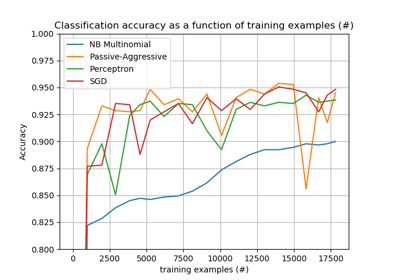 Classification accuracy as a function of training examples (#)
1.000
0.975
0.950
0.925
0.900
0.875
0.850
0.825
0.800
Accuracy
NB Multinomial
Passive-Aggressive
Perceptron
SGD
0 2500 5000 7500 10000 12500 15000 17500
training examples (#)